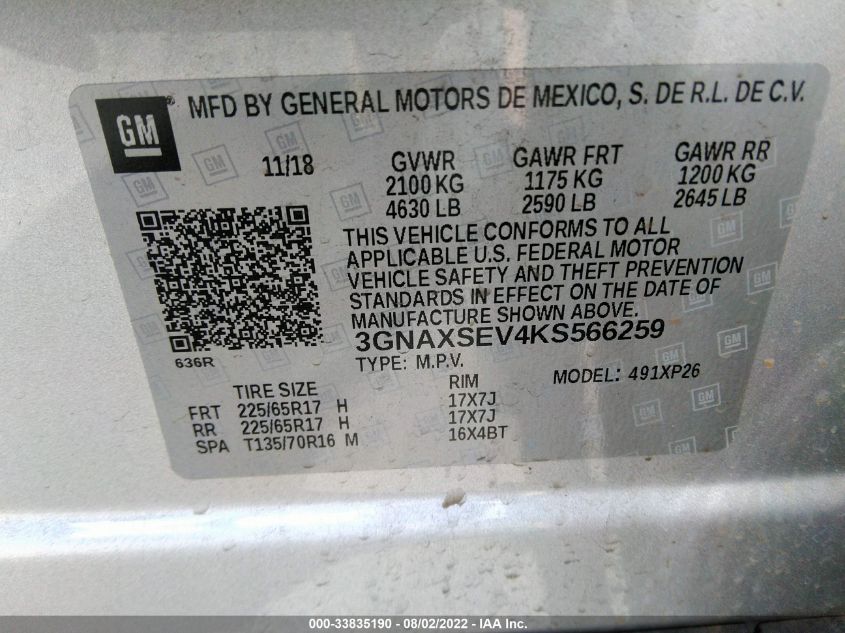 GM ® MFD BY GENERAL MOTORS DE MEXICO, S. DE R.L. DE C.V.
11/18 GVWR GAWR FRT GAWR RR
2100 KG 1175 KG 1200 KG
4630 LB 2590 LB 2645 LB
THIS VEHICLE CONFORMS TO ALL
APPLICABLE U.S. FEDERAL MOTOR
VEHICLE SAFETY AND THEFT PREVENTION
STANDARDS IN EFFECT ON THE DATE OF
MANUFACTURE SHOWN ABOVE.
3GNAXSEV4KS566259
636R
TYPE: M.P.V. MODEL: 491XP26
TIRE SIZE RIM
FRT 225/65R17 H 17X7J
RR 225/65R17 H 17X7J
SPA T135/70R16 M 16X4BT
000-33835190 - 08/02/2022 - IAA Inc.